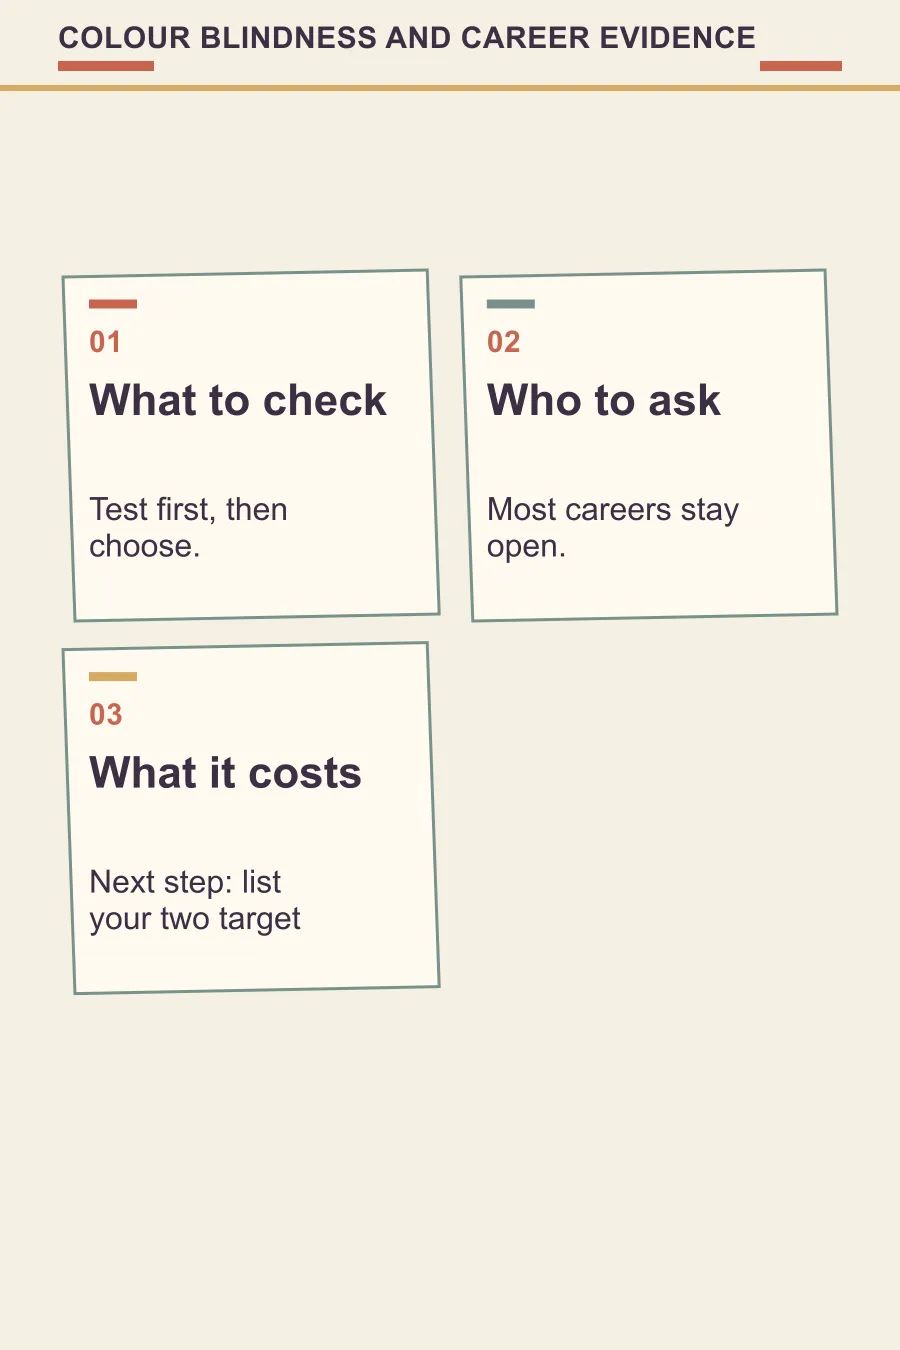 COLOUR BLINDNESS AND CAREER EVIDENCE
01
What to check
Test first, then
choose.
02
Who to ask
Most careers stay
open.
03
What it costs
Next step: list
your two target